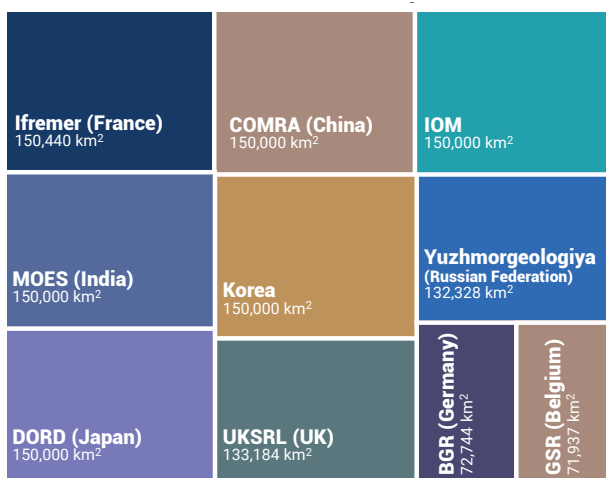 Ifremer (France)
150,440 km²
COMRA (China)
150,000 km²
IOM
150,000 km²
MOES (India)
150,000 km²
Korea
150,000 km²
Yuzhmorgeologiya
(Russian Federation)
132,328 km²
DORD (Japan)
150,000 km²
UKSRL (UK)
133,184 km²
BGR (Germany)
72,744 km²
GSR (Belgium)
71,937 km²